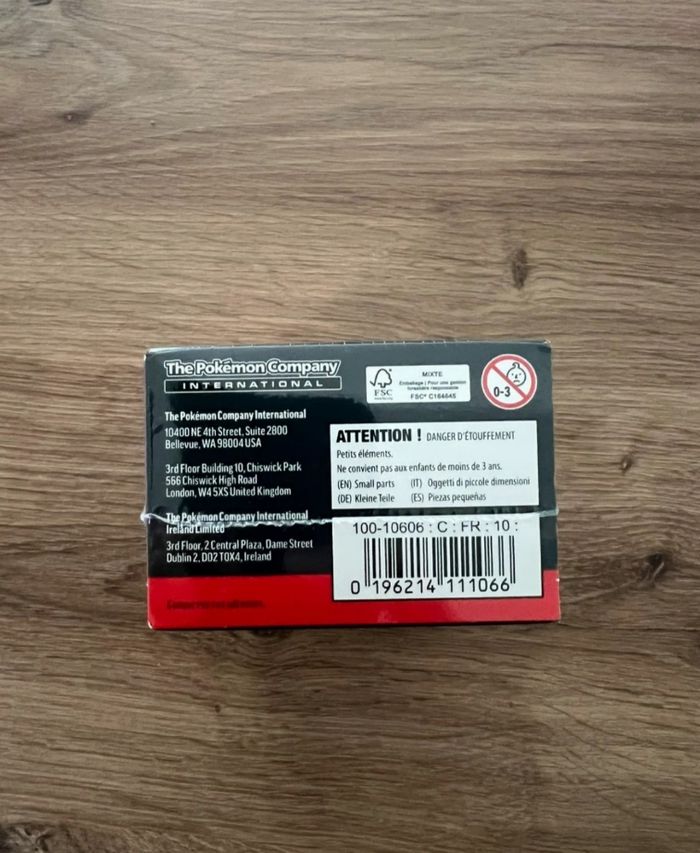 The Pokémon Company
INTERNATIONAL
The Pokémon Company International
10400 NE 4th Street, Suite 2800
Bellevue, WA 98004 USA
3rd Floor Building 10, Chiswick Park
566 Chiswick High Road
London, W4 5XS United Kingdom
The Pokémon Company International
Ireland Limited
3rd Floor, 2 Central Plaza, Dame Street
Dublin 2, D02 T0X4, Ireland
FSC
MIXTE
Emballage | Pour une gestion
forestière responsable
FSC® C164645
0-3
ATTENTION ! DANGER D'ÉTOUFFEMENT
Petits éléments.
Ne convient pas aux enfants de moins de 3 ans.
(EN) Small parts (IT) Oggetti di piccole dimensioni
(DE) Kleine Teile (ES) Piezas pequeñas
100-10606 : C : FR : 10 :
0 196214 111066